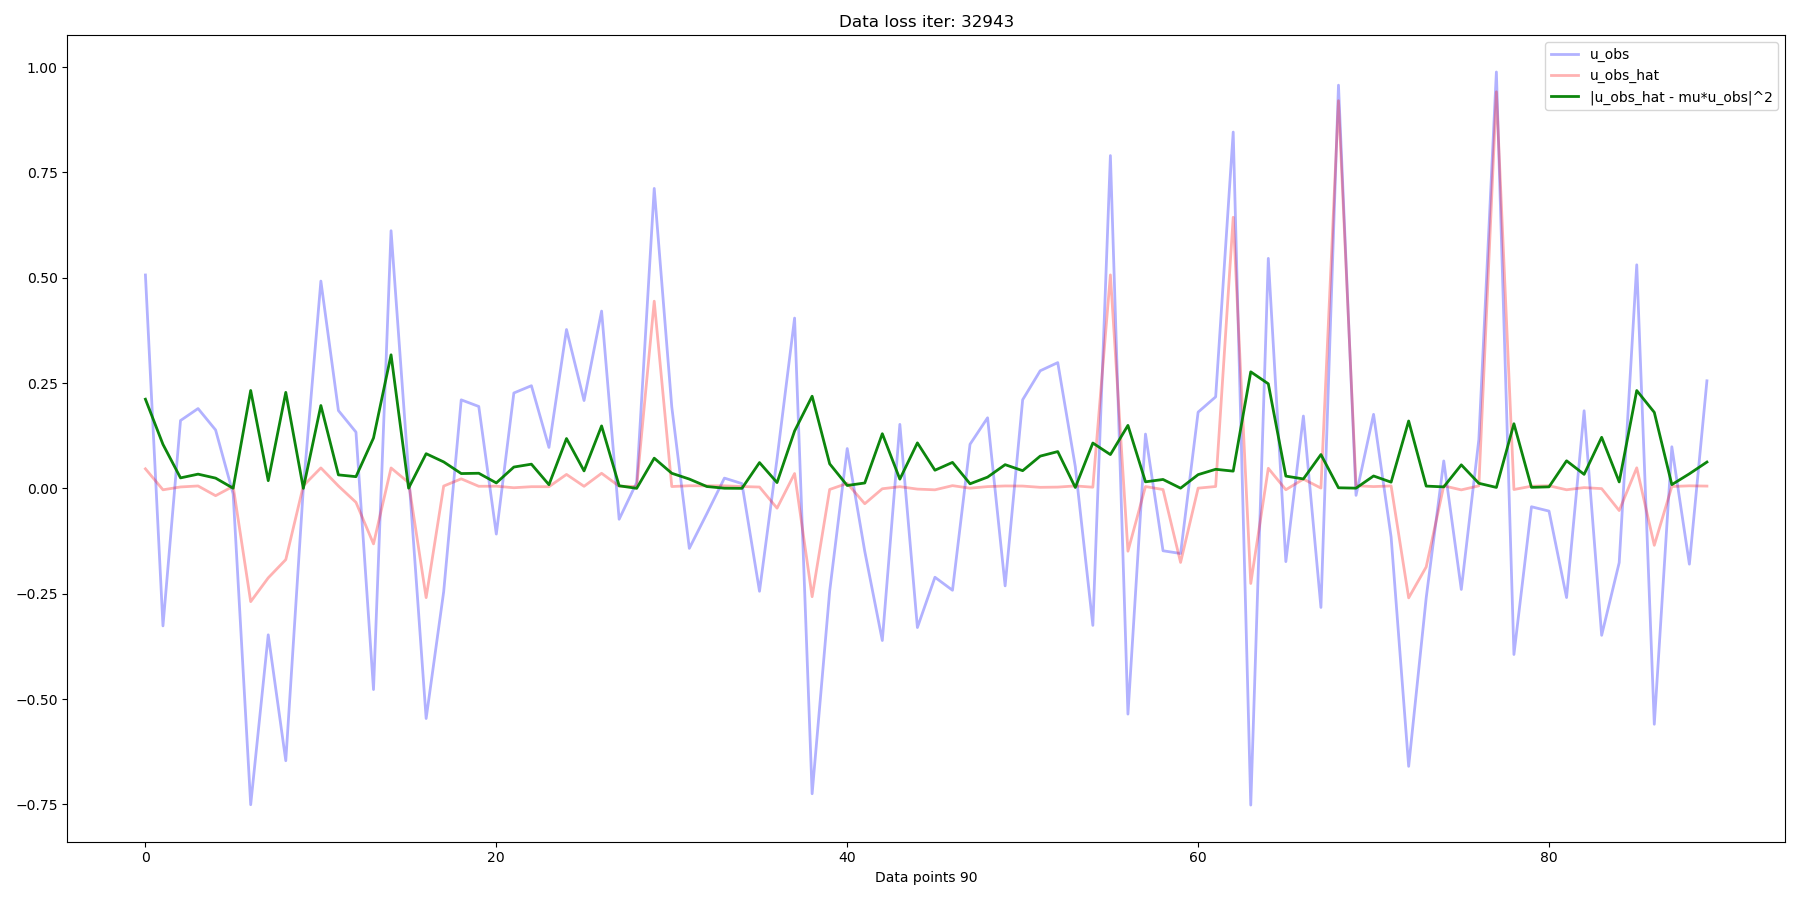 Data loss iter: 32943
u_obs
u_obs_hat
|u_obs_hat - mu*u_obs|^2
1.00
0.75
0.50
0.25
0.00
−0.25
−0.50
−0.75
0 20 40 60 80
Data points 90